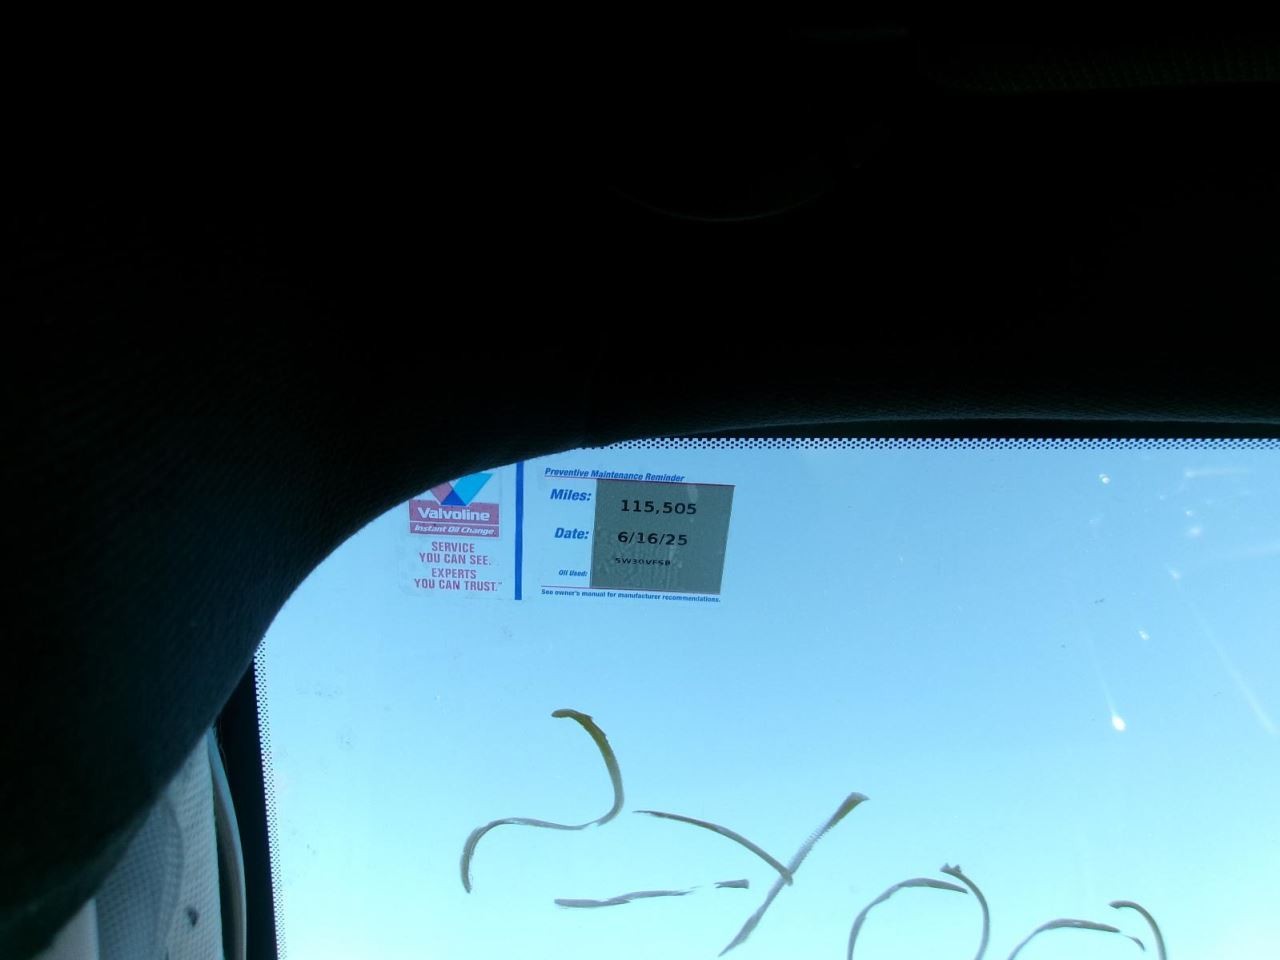 Valvoline
Instant Oil Change
SERVICE
YOU CAN SEE.
EXPERTS
YOU CAN TRUST.™
Preventive Maintenance Reminder
Miles: 115,505
Date: 6/16/25
Oil Used: 5W30VFSB
See owner's manual for manufacturer recommendations.